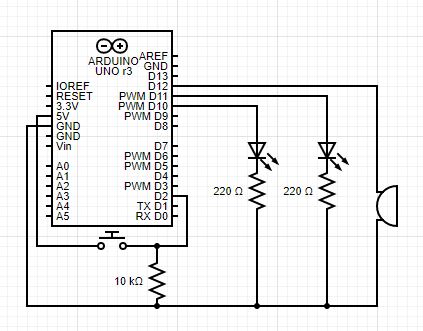 ARDUINO
UNO r3
AREF
GND
D13
IOREF
D12
RESET
PWM D11
3.3V
PWM D10
5V
PWM D9
GND
D8
GND
Vin
D7
PWM D6
A0
PWM D5
A1
D4
A2
PWM D3
A3
D2
A4
TX D1
A5
RX D0
220 Ω
220 Ω
10 kΩ